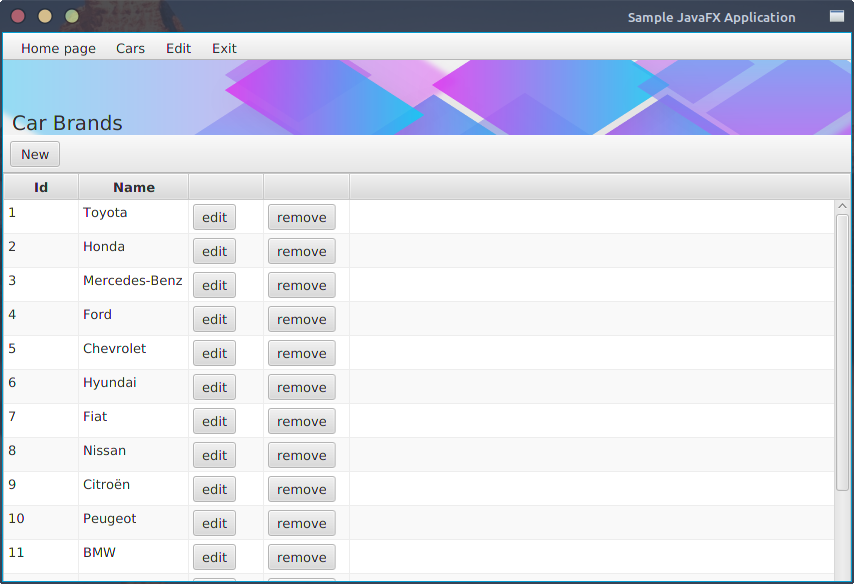 Sample JavaFX Application
Home page Cars Edit Exit
Car Brands
New
Id Name
1 Toyota edit remove
2 Honda edit remove
3 Mercedes-Benz edit remove
4 Ford edit remove
5 Chevrolet edit remove
6 Hyundai edit remove
7 Fiat edit remove
8 Nissan edit remove
9 Citroën edit remove
10 Peugeot edit remove
11 BMW edit remove